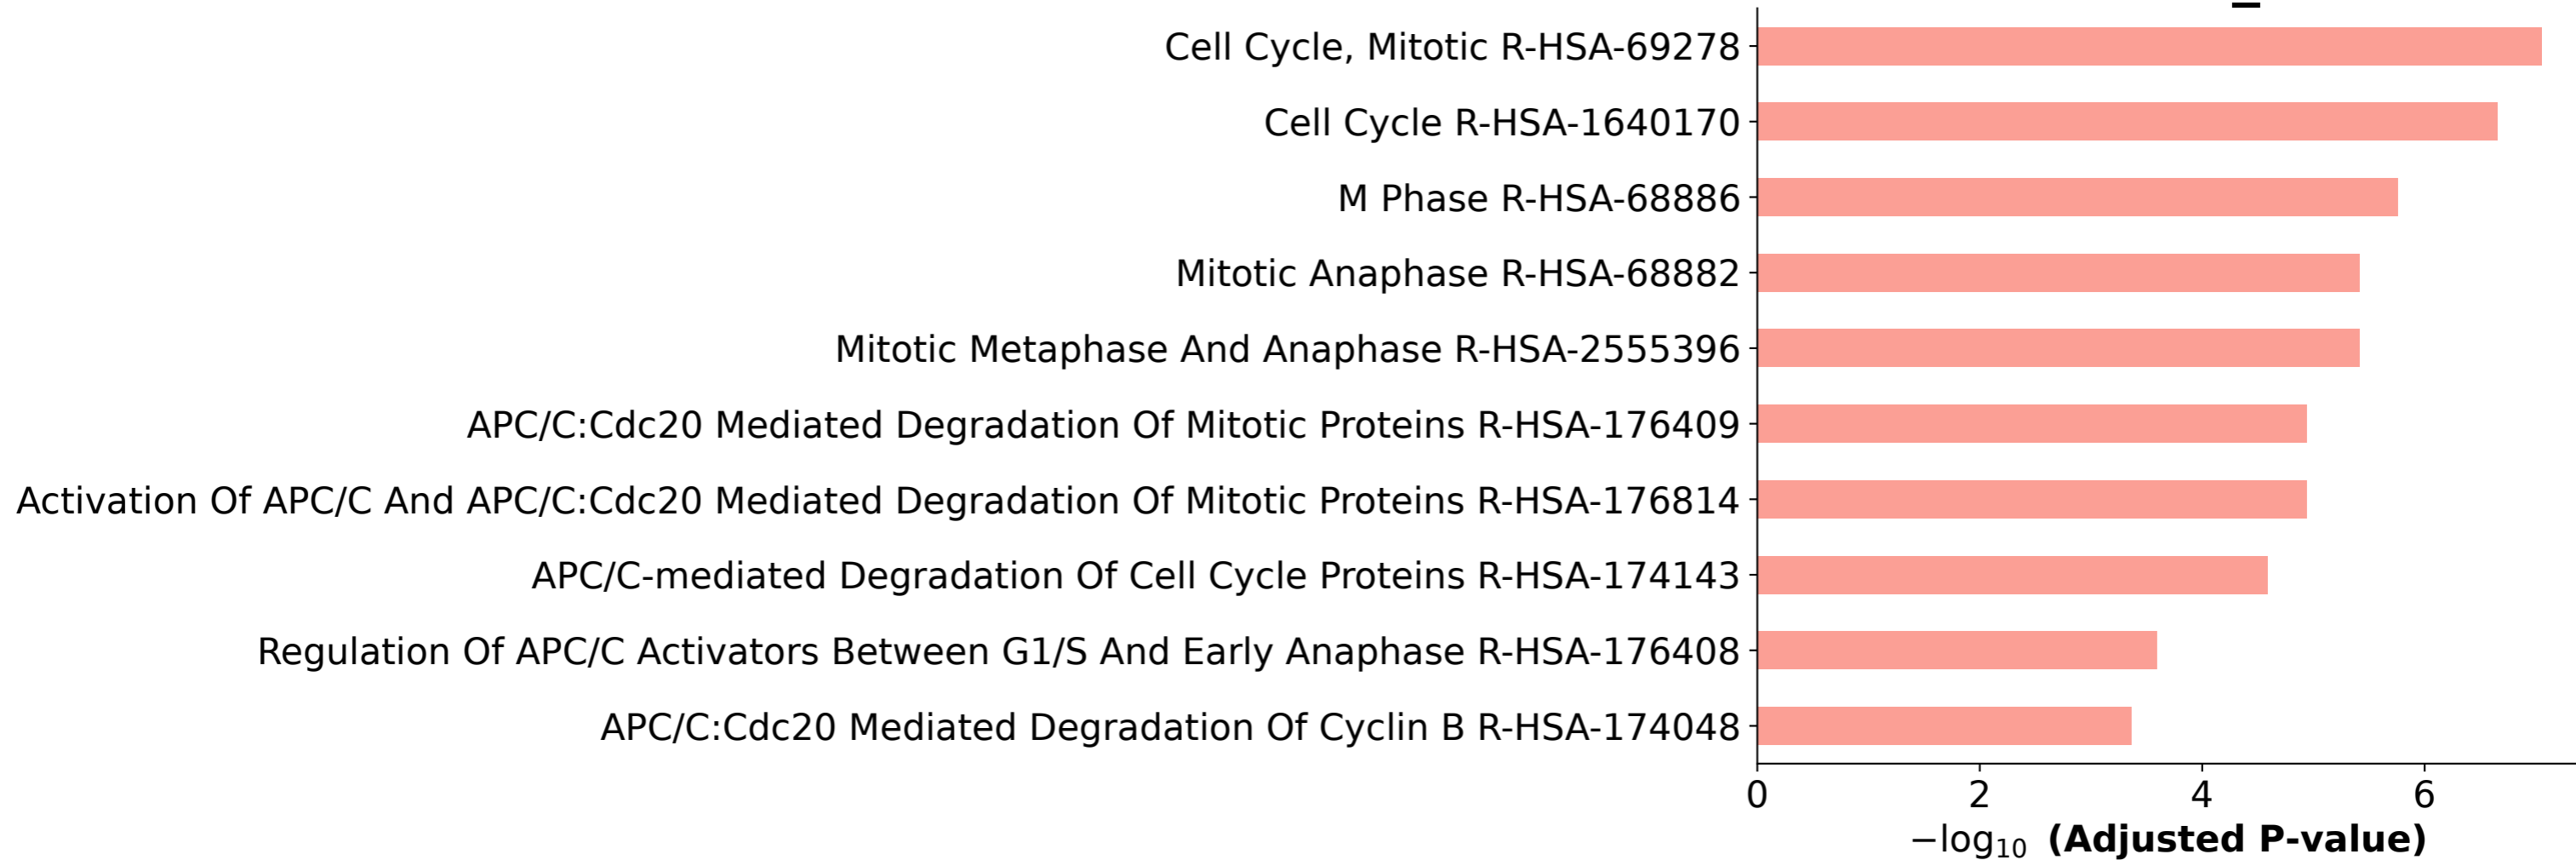 Cell Cycle, Mitotic R-HSA-69278
Cell Cycle R-HSA-1640170
M Phase R-HSA-68886
Mitotic Anaphase R-HSA-68882
Mitotic Metaphase And Anaphase R-HSA-2555396
APC/C:Cdc20 Mediated Degradation Of Mitotic Proteins R-HSA-176409
Activation Of APC/C And APC/C:Cdc20 Mediated Degradation Of Mitotic Proteins R-HSA-176814
APC/C-mediated Degradation Of Cell Cycle Proteins R-HSA-174143
Regulation Of APC/C Activators Between G1/S And Early Anaphase R-HSA-176408
APC/C:Cdc20 Mediated Degradation Of Cyclin B R-HSA-174048
0 2 4 6
−log₁₀ (Adjusted P-value)